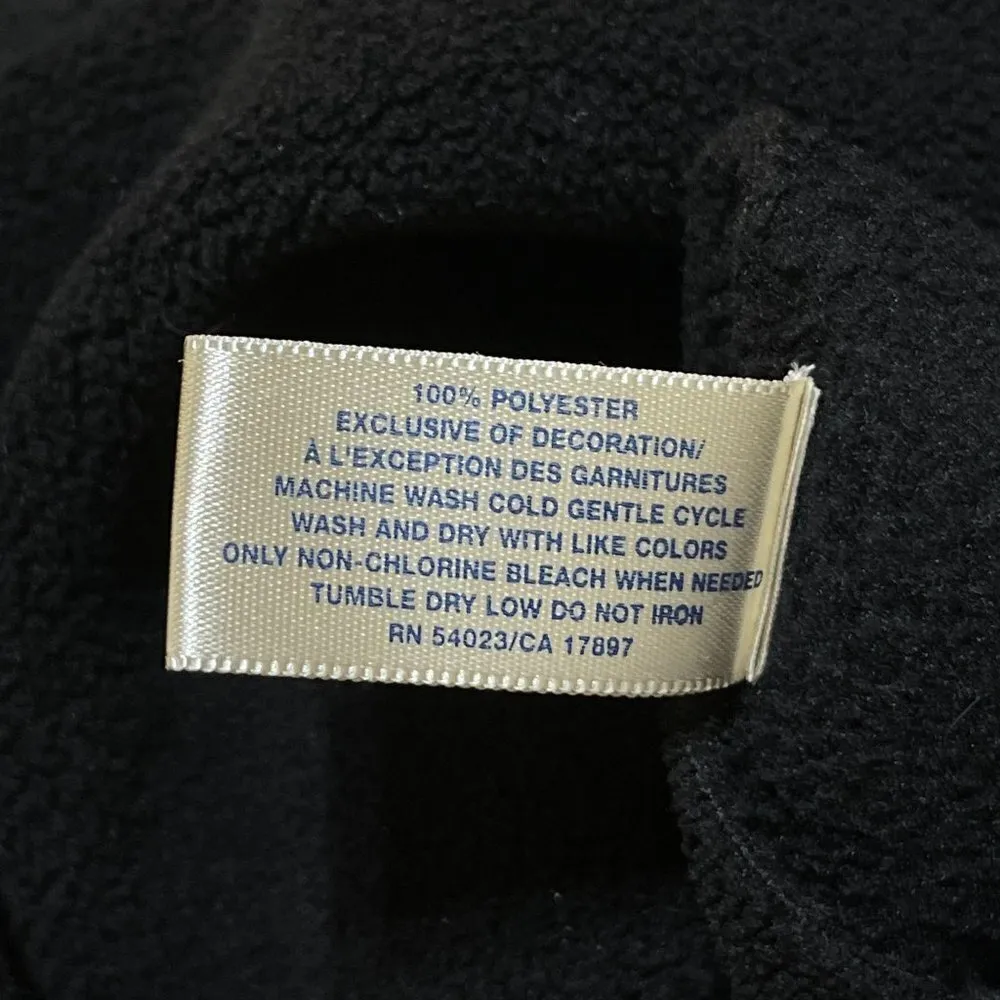 100% POLYESTER
EXCLUSIVE OF DECORATION/
À L'EXCEPTION DES GARNITURES
MACHINE WASH COLD GENTLE CYCLE
WASH AND DRY WITH LIKE COLORS
ONLY NON-CHLORINE BLEACH WHEN NEEDED
TUMBLE DRY LOW DO NOT IRON
RN 54023/CA 17897